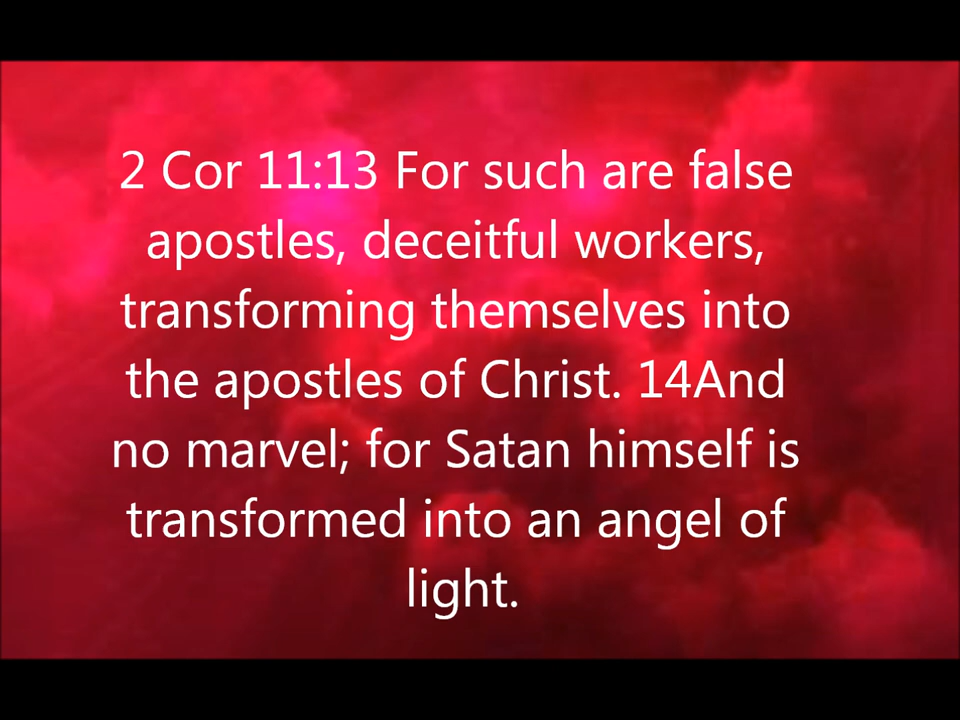 2 Cor 11:13 For such are false
apostles, deceitful workers,
transforming themselves into
the apostles of Christ. 14And
no marvel; for Satan himself is
transformed into an angel of
light.